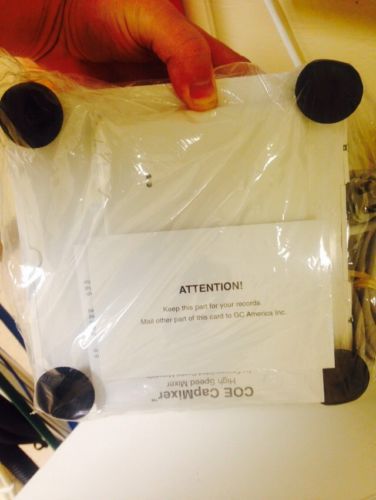 ATTENTION!
Keep this part for your records.
Mail other part of this card to GC America Inc.
COE CapMixer™
High Speed Mixer